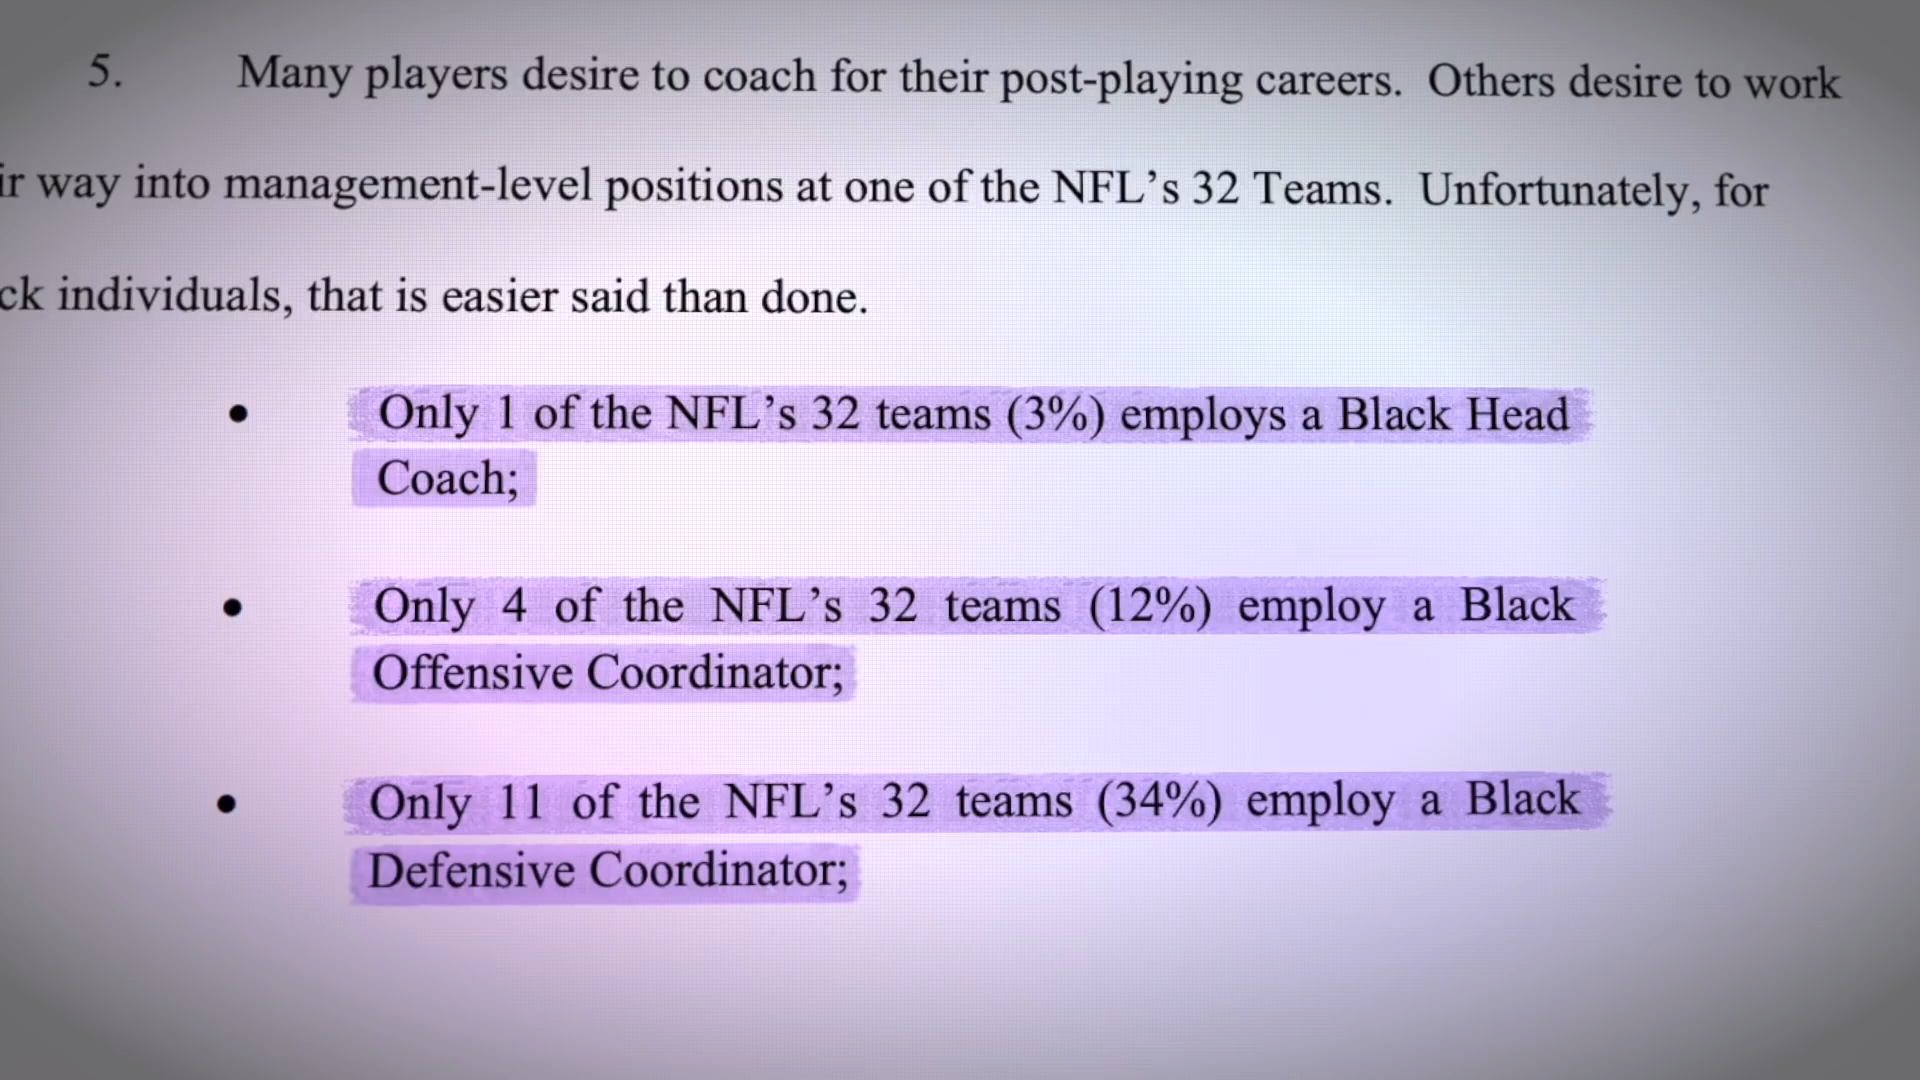 5. Many players desire to coach for their post-playing careers. Others desire to work
ir way into management-level positions at one of the NFL's 32 Teams. Unfortunately, for
ck individuals, that is easier said than done.
• Only 1 of the NFL's 32 teams (3%) employs a Black Head
Coach;
• Only 4 of the NFL's 32 teams (12%) employ a Black
Offensive Coordinator;
• Only 11 of the NFL's 32 teams (34%) employ a Black
Defensive Coordinator;